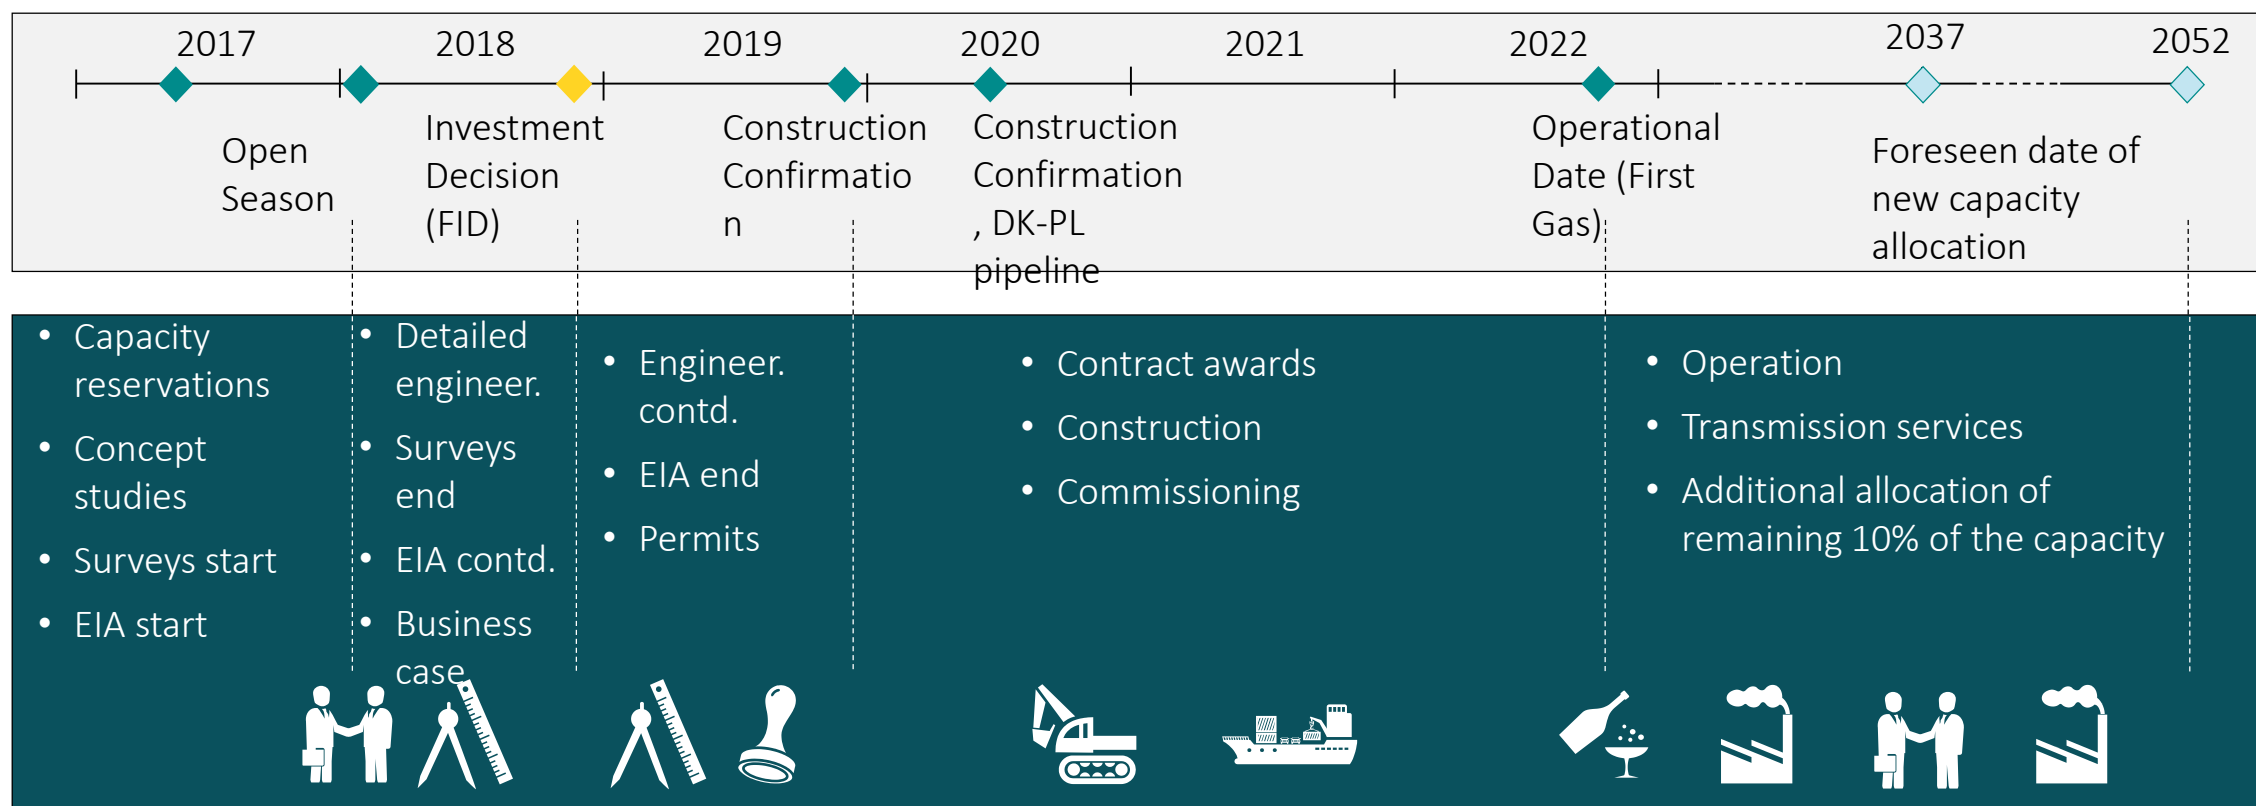 2017
2018
2019
2020
2021
2022
2037
2052
Open
Season
Investment
Decision
(FID)
Construction
Confirmatio
n
Construction
Confirmation
, DK-PL
pipeline
Operational
Date (First
Gas)
Foreseen date of
new capacity
allocation
• Capacity
reservations
• Concept
studies
• Surveys start
• EIA start
• Detailed
engineer.
• Surveys
end
• EIA contd.
• Business
case
• Engineer.
contd.
• EIA end
• Permits
• Contract awards
• Construction
• Commissioning
• Operation
• Transmission services
• Additional allocation of
remaining 10% of the capacity